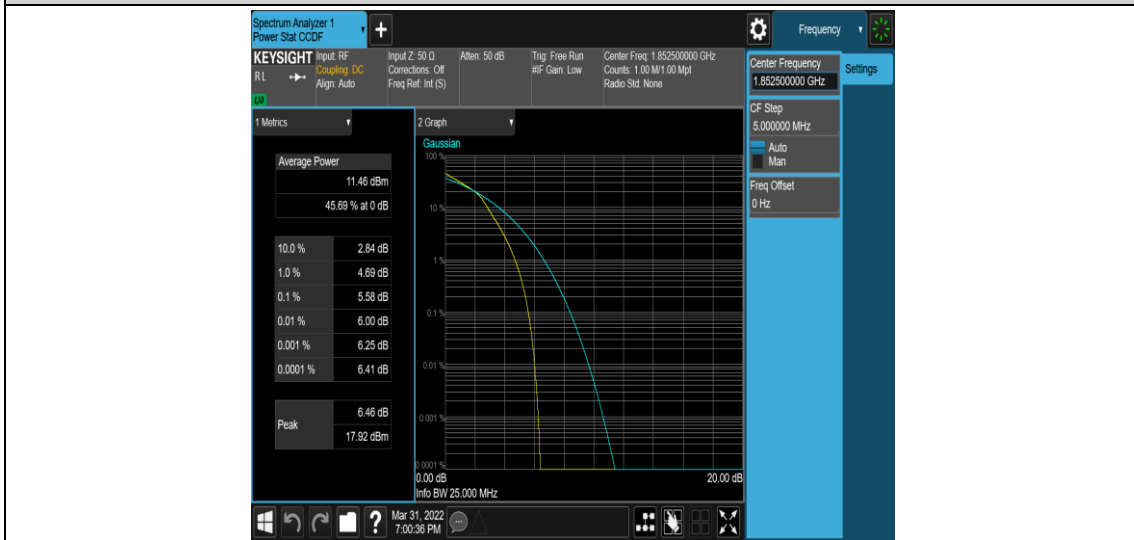 Spectrum Analyzer 1
Power Stat CCDF
+
Frequency
KEYSIGHT
RL
LXI
Input: RF
Coupling: DC
Align: Auto
Input Z: 50 Ω
Corrections: Off
Freq Ref: Int (S)
Atten: 50 dB
Trig: Free Run
#IF Gain: Low
Center Freq: 1.852500000 GHz
Counts: 1.00 M/1.00 Mpt
Radio Std: None
Center Frequency
1.852500000 GHz
Settings
CF Step
5.000000 MHz
Auto
Man
Freq Offset
0 Hz
1 Metrics
Average Power
11.46 dBm
45.69 % at 0 dB
10.0 % 2.84 dB
1.0 % 4.69 dB
0.1 % 5.58 dB
0.01 % 6.00 dB
0.001 % 6.25 dB
0.0001 % 6.41 dB
Peak
6.46 dB
17.92 dBm
2 Graph
Gaussian
100 %
10 %
1 %
0.1 %
0.01 %
0.001 %
0.0001 %
0.00 dB 20.00 dB
Info BW 25.000 MHz
?
Mar 31, 2022
7:00:36 PM